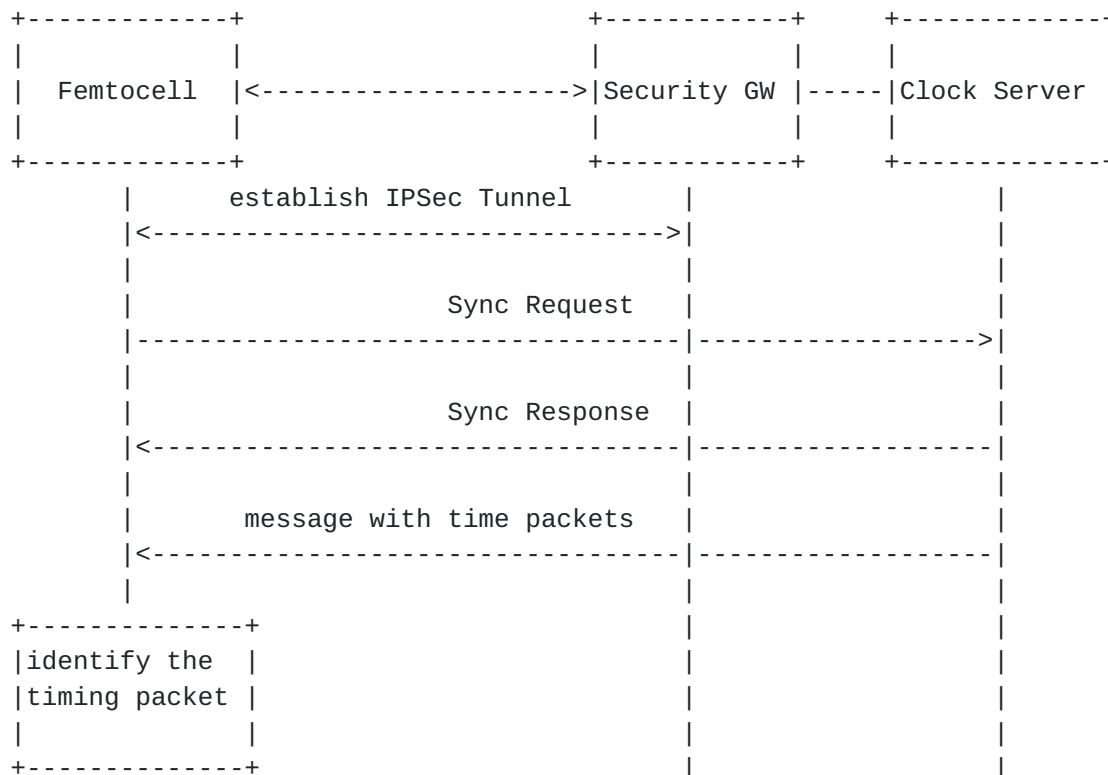 Femtocell Security GW Clock Server
establish IPSec Tunnel
Sync Request
Sync Response
message with time packets
identify the
timing packet